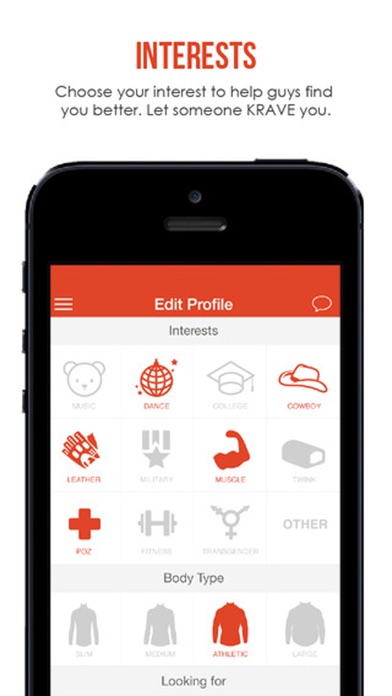 INTERESTS
Choose your interest to help guys find
you better. Let someone KRAVE you.
Edit Profile
Interests
MUSIC DANCE COLLEGE COWBOY
LEATHER MILITARY MUSCLE TWINK
POZ FITNESS TRANSGENDER OTHER
Body Type
SLIM MEDIUM ATHLETIC LARGE
Looking for